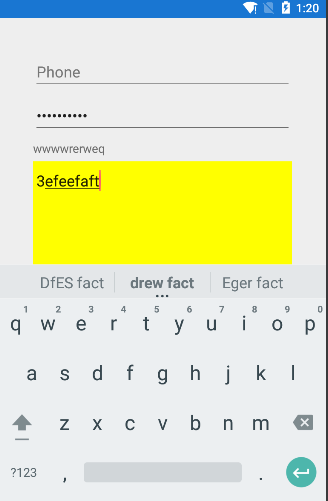 1:20
Phone
••••••••••
wwwwrerweq
3efeefaft
DfES fact drew fact Eger fact
1 2 3 4 5 6 7 8 9 0
q w e r t y u i o p
a s d f g h j k l
z x c v b n m
?123 , .